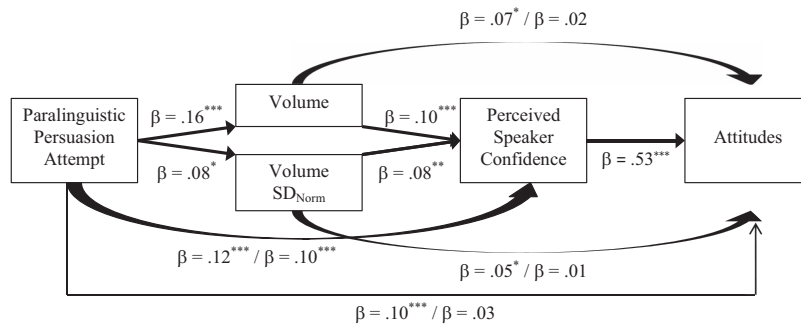 β = .07* / β = .02
Paralinguistic
Persuasion
Attempt
β = .16***
β = .08*
Volume
Volume
SDNorm
β = .10***
β = .08**
Perceived
Speaker
Confidence
β = .53***
Attitudes
β = .12*** / β = .10***
β = .05* / β = .01
β = .10*** / β = .03